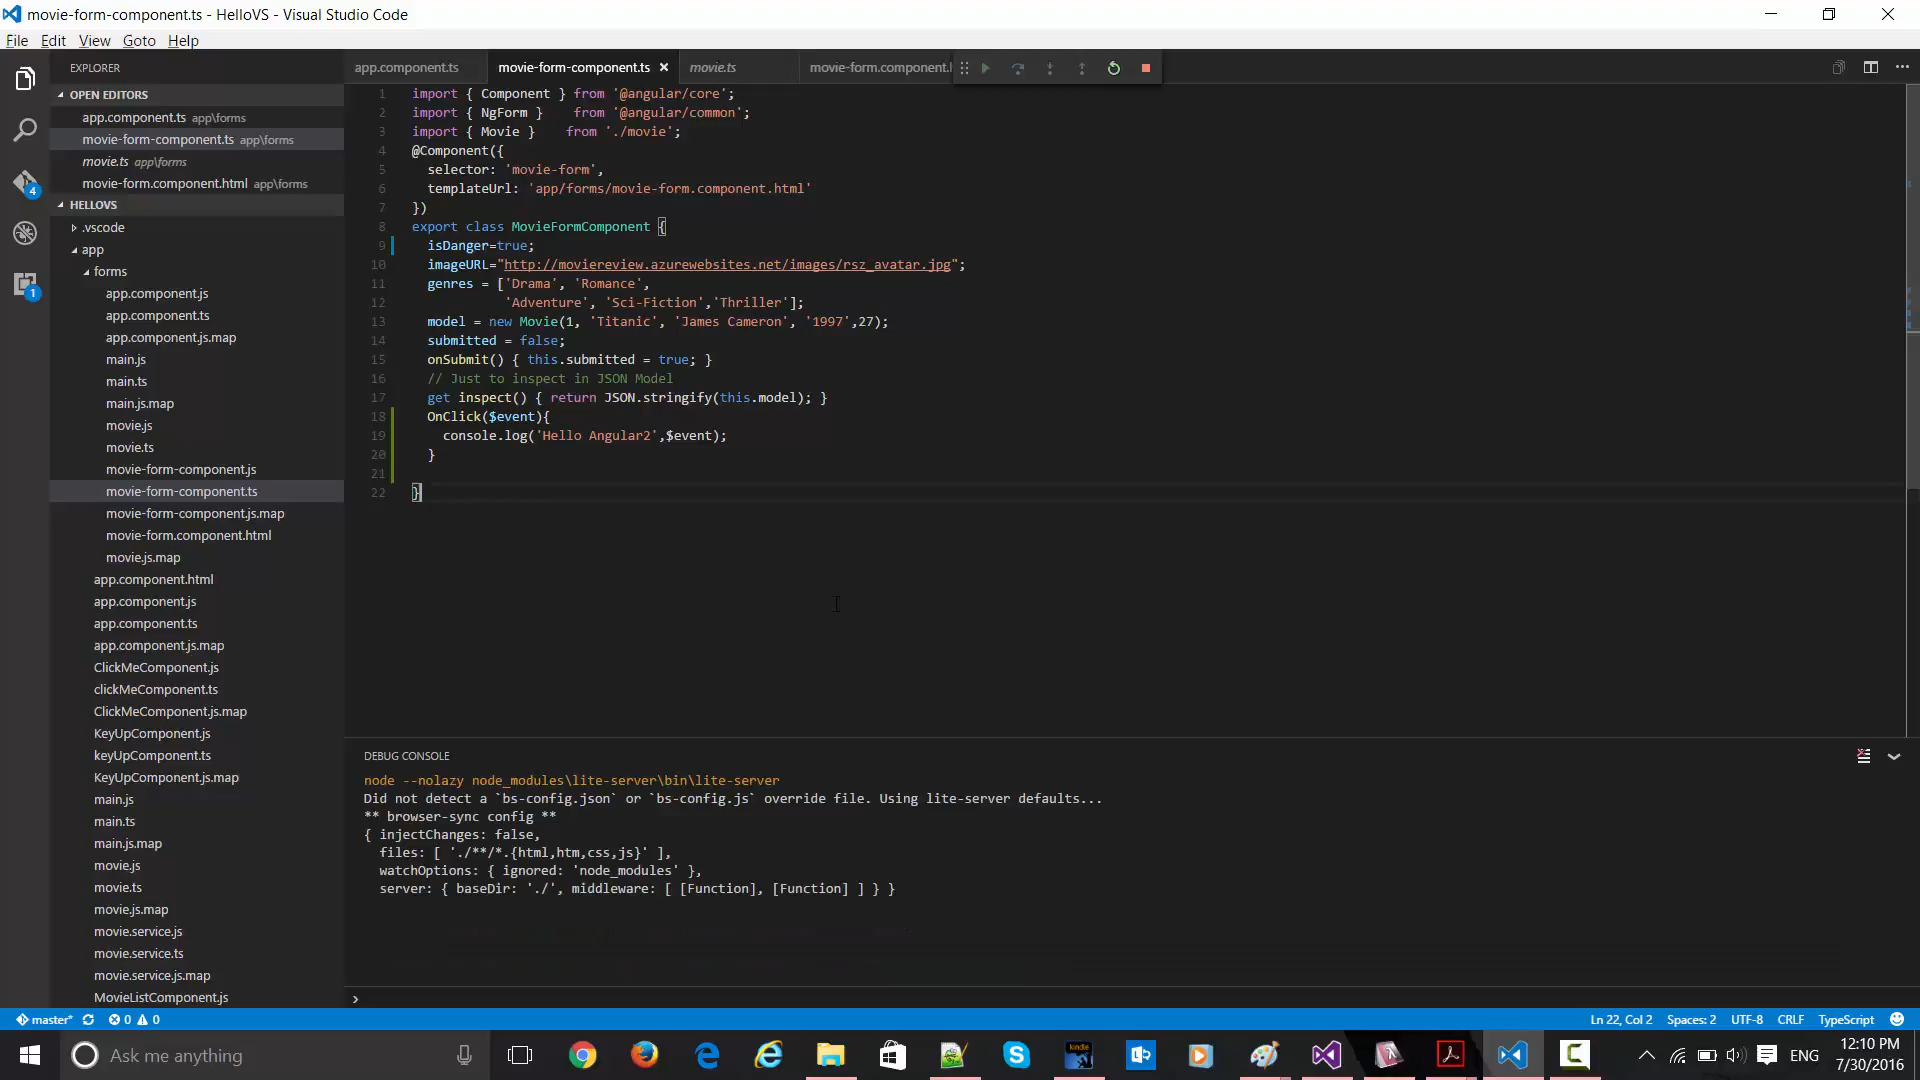 movie-form-component.ts - HelloVS - Visual Studio Code
File Edit View Goto Help
EXPLORER
OPEN EDITORS
app.component.ts app\forms
movie-form-component.ts app\forms
movie.ts app\forms
movie-form.component.html app\forms
HELLOVS
.vscode
app
forms
app.component.js
app.component.ts
app.component.js.map
main.js
main.ts
main.js.map
movie.js
movie.ts
movie-form-component.js
movie-form-component.ts
movie-form-component.js.map
movie-form.component.html
movie.js.map
app.component.html
app.component.js
app.component.ts
app.component.js.map
ClickMeComponent.js
clickMeComponent.ts
ClickMeComponent.js.map
KeyUpComponent.js
keyUpComponent.ts
KeyUpComponent.js.map
main.js
main.ts
main.js.map
movie.js
movie.ts
movie.js.map
movie.service.js
movie.service.ts
movie.service.js.map
MovieListComponent.js
4
1
app.component.ts movie-form-component.ts movie.ts movie-form.component.h
1 import { Component } from '@angular/core';
2 import { NgForm }    from '@angular/common';
3 import { Movie }    from './movie';
4 @Component({
5   selector: 'movie-form',
6   templateUrl: 'app/forms/movie-form.component.html'
7 })
8 export class MovieFormComponent {
9   isDanger=true;
10   imageURL="http://moviereview.azurewebsites.net/images/rsz_avatar.jpg";
11   genres = ['Drama', 'Romance',
12             'Adventure', 'Sci-Fiction','Thriller'];
13   model = new Movie(1, 'Titanic', 'James Cameron', '1997',27);
14   submitted = false;
15   onSubmit() { this.submitted = true; }
16   // Just to inspect in JSON Model
17   get inspect() { return JSON.stringify(this.model); }
18   OnClick($event){
19     console.log('Hello Angular2',$event);
20   }
21
22 }
DEBUG CONSOLE
node --nolazy node_modules\lite-server\bin\lite-server
Did not detect a `bs-config.json` or `bs-config.js` override file. Using lite-server defaults...
** browser-sync config **
{ injectChanges: false,
  files: [ './**/*.{html,htm,css,js}' ],
  watchOptions: { ignored: 'node_modules' },
  server: { baseDir: './', middleware: [ [Function], [Function] ] } }
master* 0 0 Ln 22, Col 2 Spaces: 2 UTF-8 CRLF TypeScript
Ask me anything
kindle
ENG
12:10 PM
7/30/2016